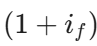 (1 + i_f)